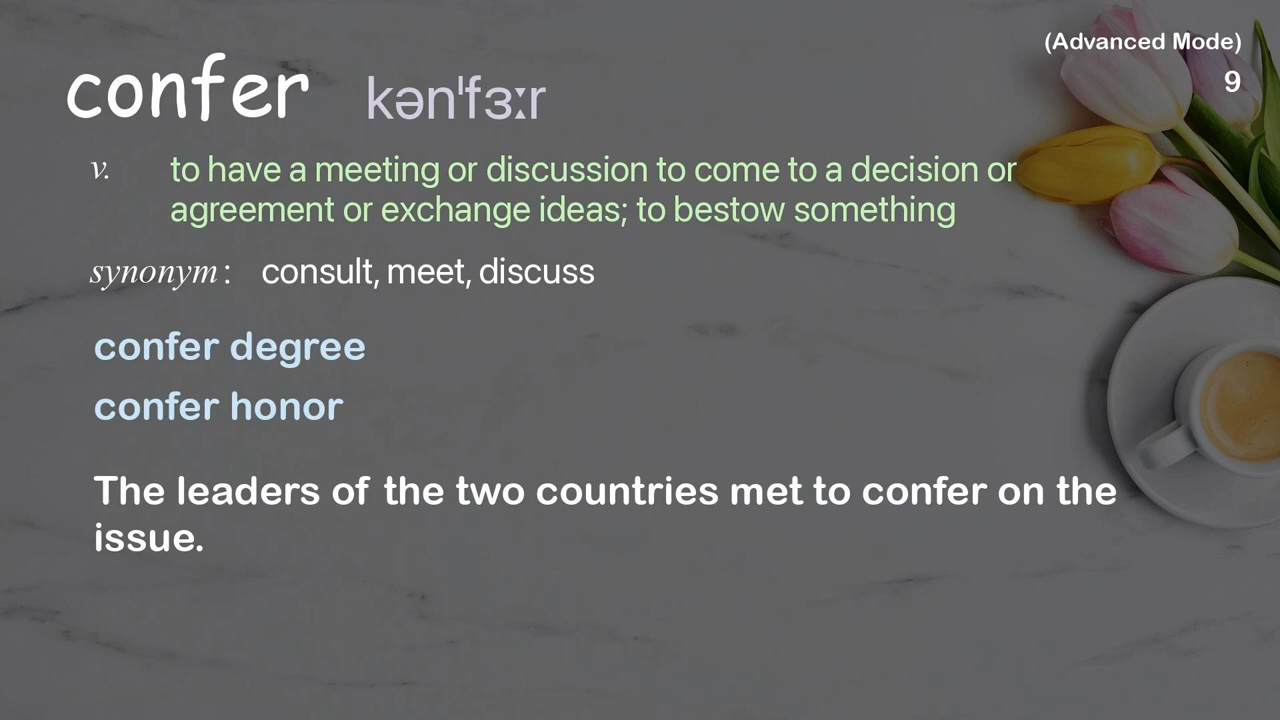 (Advanced Mode)
confer kənˈfɜːr
9
v. to have a meeting or discussion to come to a decision or
agreement or exchange ideas; to bestow something
synonym: consult, meet, discuss
confer degree
confer honor
The leaders of the two countries met to confer on the
issue.